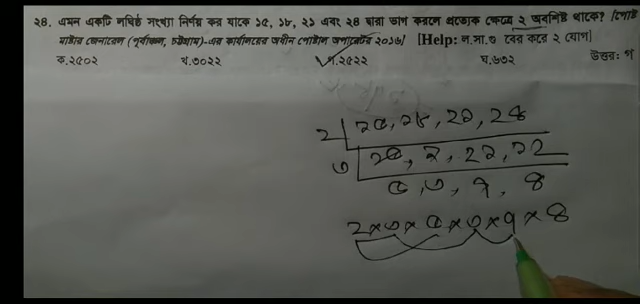 ২৪. এমন একটি লঘিষ্ঠ সংখ্যা নির্ণয় কর যাকে ১৫, ১৮, ২১ এবং ২৪ দ্বারা ভাগ করলে প্রত্যেক ক্ষেত্রে ২ অবশিষ্ট থাকে? [পোষ্ট
মাষ্টার জেনারেল (পূর্বাঞ্চল, চট্টগ্রাম)-এর কার্যালয়ের অধীন পোষ্টাল অপারেটর ২০১৬] [Help: ল.সা.গু বের করে ২ যোগ]
ক.২৫০২ খ.৩০২২ গ.২৫২২ ঘ.৬৩২ উত্তর: গ
২ ১৫, ১৮, ২১, ২৪
৩ ১৫, ৯, ২১, ১২
৫, ৩, ৭, ৪
২×৩×৫×৩×৭×৪